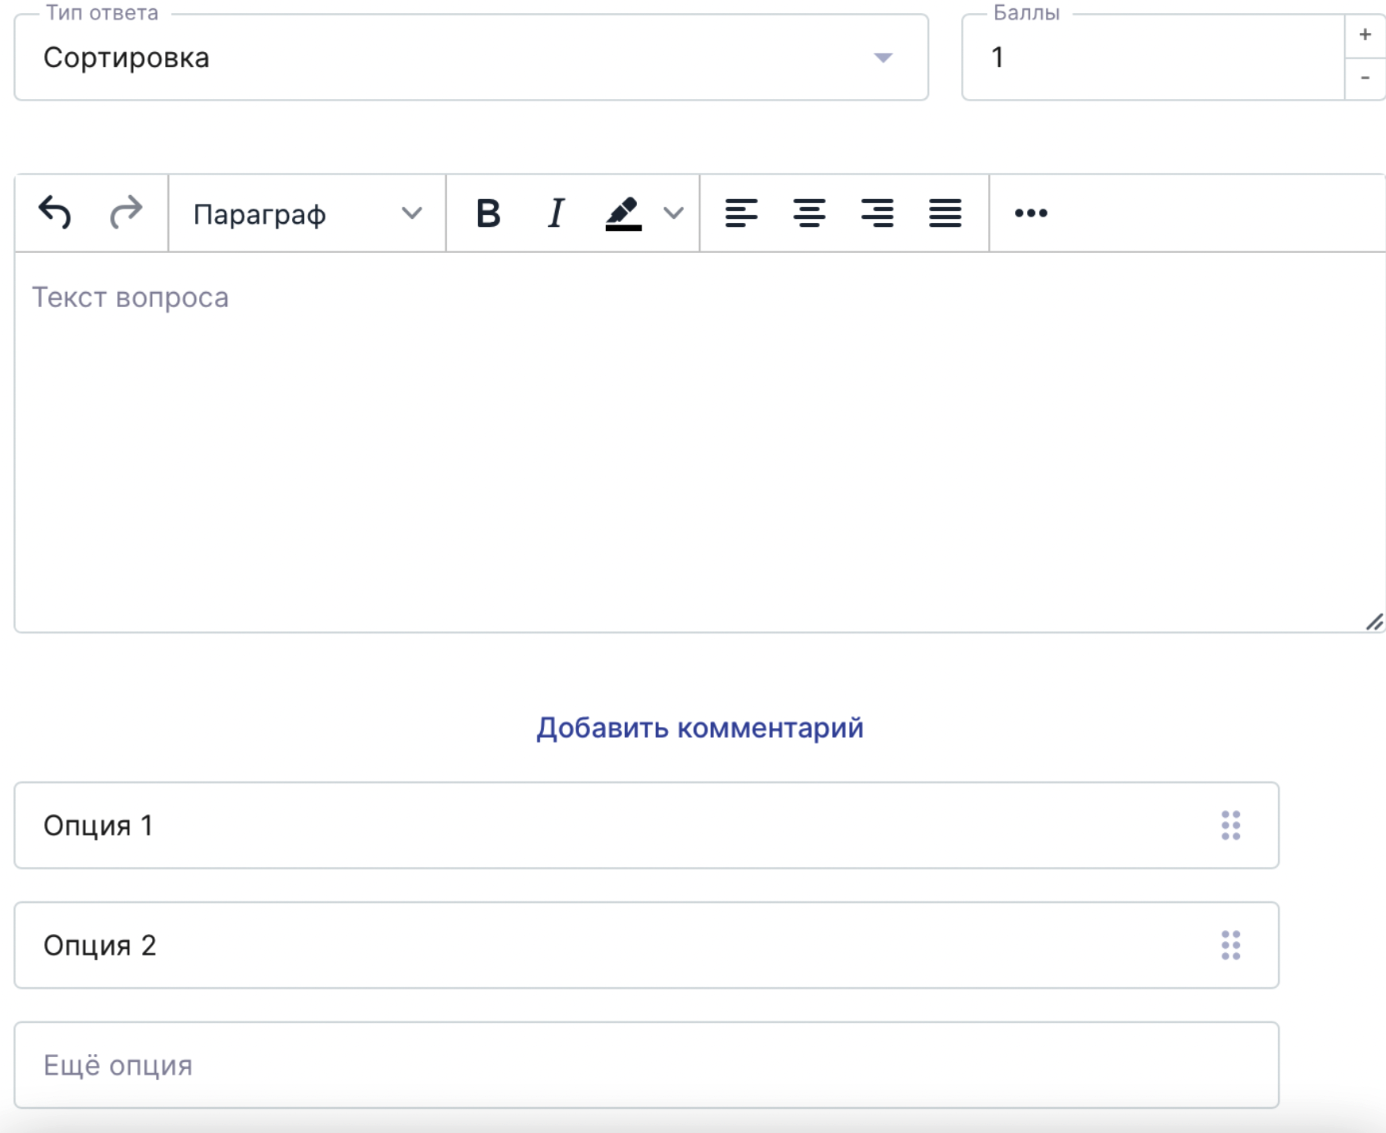 Тип ответа
Баллы
Сортировка
1
+
-
Параграф
B
I
Текст вопроса
Добавить комментарий
Опция 1
Опция 2
Ещё опция